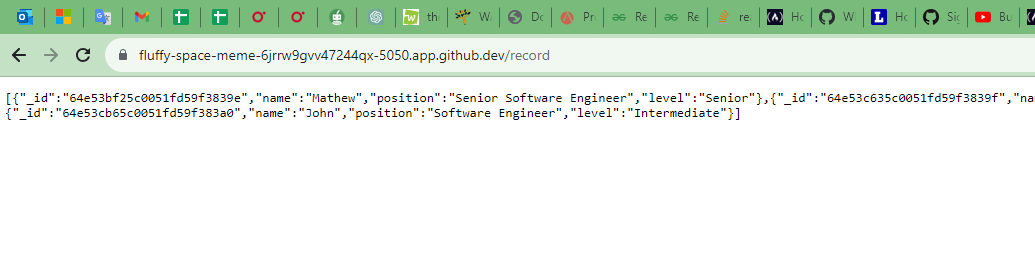 th
W
Do
Pr
Re
Re
rea
Ho
W
Ho
Sig
Bu
fluffy-space-meme-6jrrw9gvv47244qx-5050.app.github.dev/record
[{"_id":"64e53bf25c0051fd59f3839e","name":"Mathew","position":"Senior Software Engineer","level":"Senior"},{"_id":"64e53c635c0051fd59f3839f","na
{"_id":"64e53cb65c0051fd59f383a0","name":"John","position":"Software Engineer","level":"Intermediate"}]